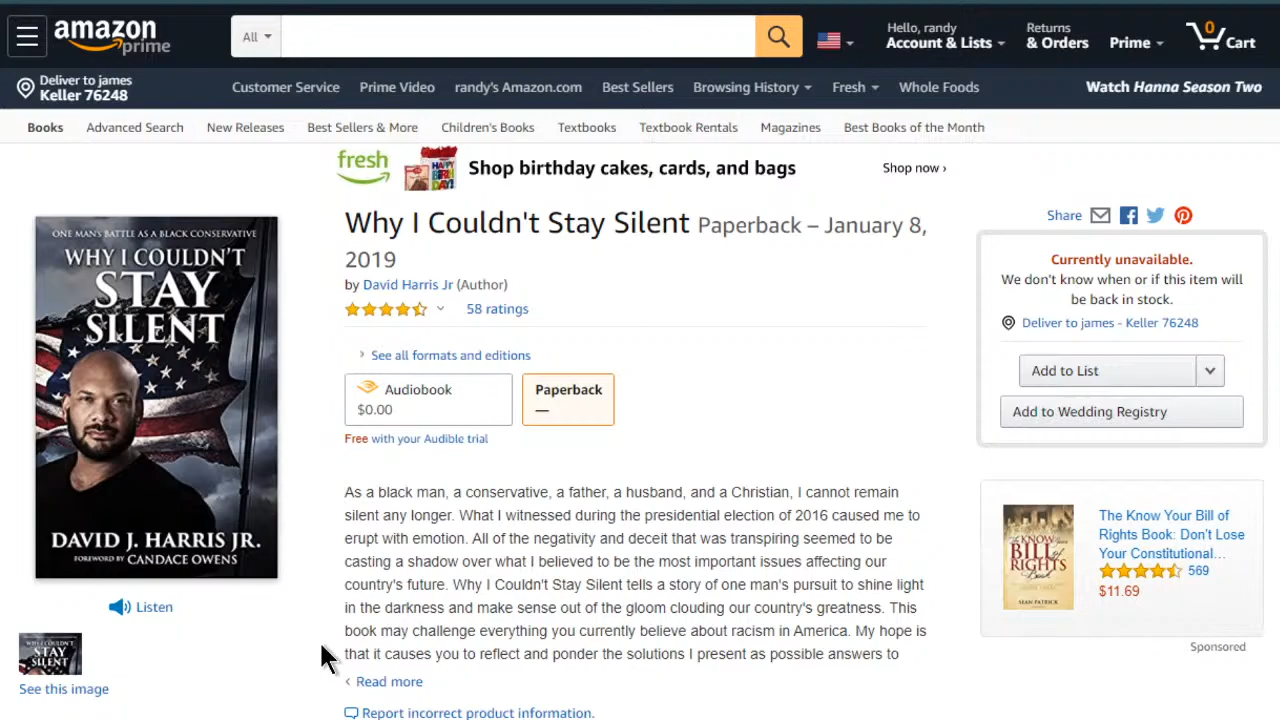 amazon
prime
All
Hello, randy
Account & Lists
Returns
& Orders
Prime
0
Cart
Deliver to james
Keller 76248
Customer Service
Prime Video
randy's Amazon.com
Best Sellers
Browsing History
Fresh
Whole Foods
Watch Hanna Season Two
Books
Advanced Search
New Releases
Best Sellers & More
Children's Books
Textbooks
Textbook Rentals
Magazines
Best Books of the Month
fresh
Shop birthday cakes, cards, and bags
Shop now ›
ONE MAN'S BATTLE AS A BLACK CONSERVATIVE
WHY I COULDN'T
STAY
SILENT
DAVID J. HARRIS JR.
FOREWORD BY CANDACE OWENS
Listen
STAY
SILENT
See this image
Why I Couldn't Stay Silent Paperback – January 8,
2019
by David Harris Jr (Author)
58 ratings
› See all formats and editions
Audiobook
$0.00
Paperback
—
Free with your Audible trial
As a black man, a conservative, a father, a husband, and a Christian, I cannot remain
silent any longer. What I witnessed during the presidential election of 2016 caused me to
erupt with emotion. All of the negativity and deceit that was transpiring seemed to be
casting a shadow over what I believed to be the most important issues affecting our
country's future. Why I Couldn't Stay Silent tells a story of one man's pursuit to shine light
in the darkness and make sense out of the gloom clouding our country's greatness. This
book may challenge everything you currently believe about racism in America. My hope is
that it causes you to reflect and ponder the solutions I present as possible answers to
‹ Read more
Report incorrect product information.
Share
Currently unavailable.
We don't know when or if this item will
be back in stock.
Deliver to james - Keller 76248
Add to List
Add to Wedding Registry
KNOW YOUR
BILL of
RIGHTS
Book
SEAN PATRICK
The Know Your Bill of
Rights Book: Don't Lose
Your Constitutional...
569
$11.69
Sponsored